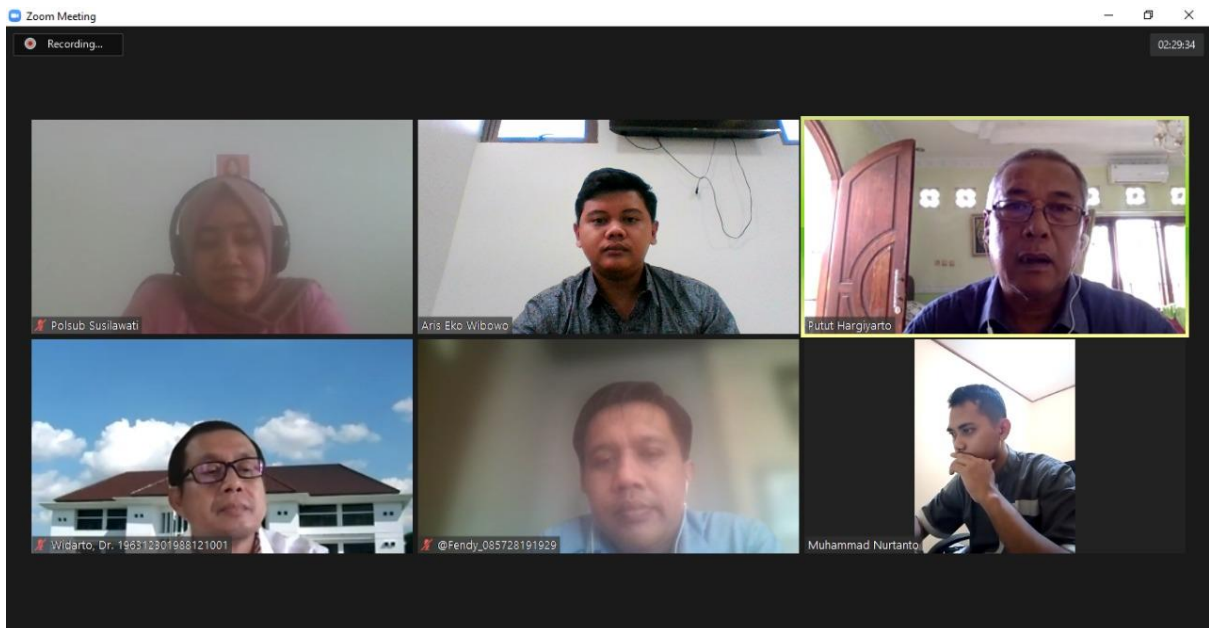 Zoom Meeting
Recording...
02:29:34
Polsub Susilawati
Aris Eko Wibowo
Putut Hargiyarto
Widarto, Dr. 196312301988121001
@Fendy_085728191929
Muhammad Nurtanto